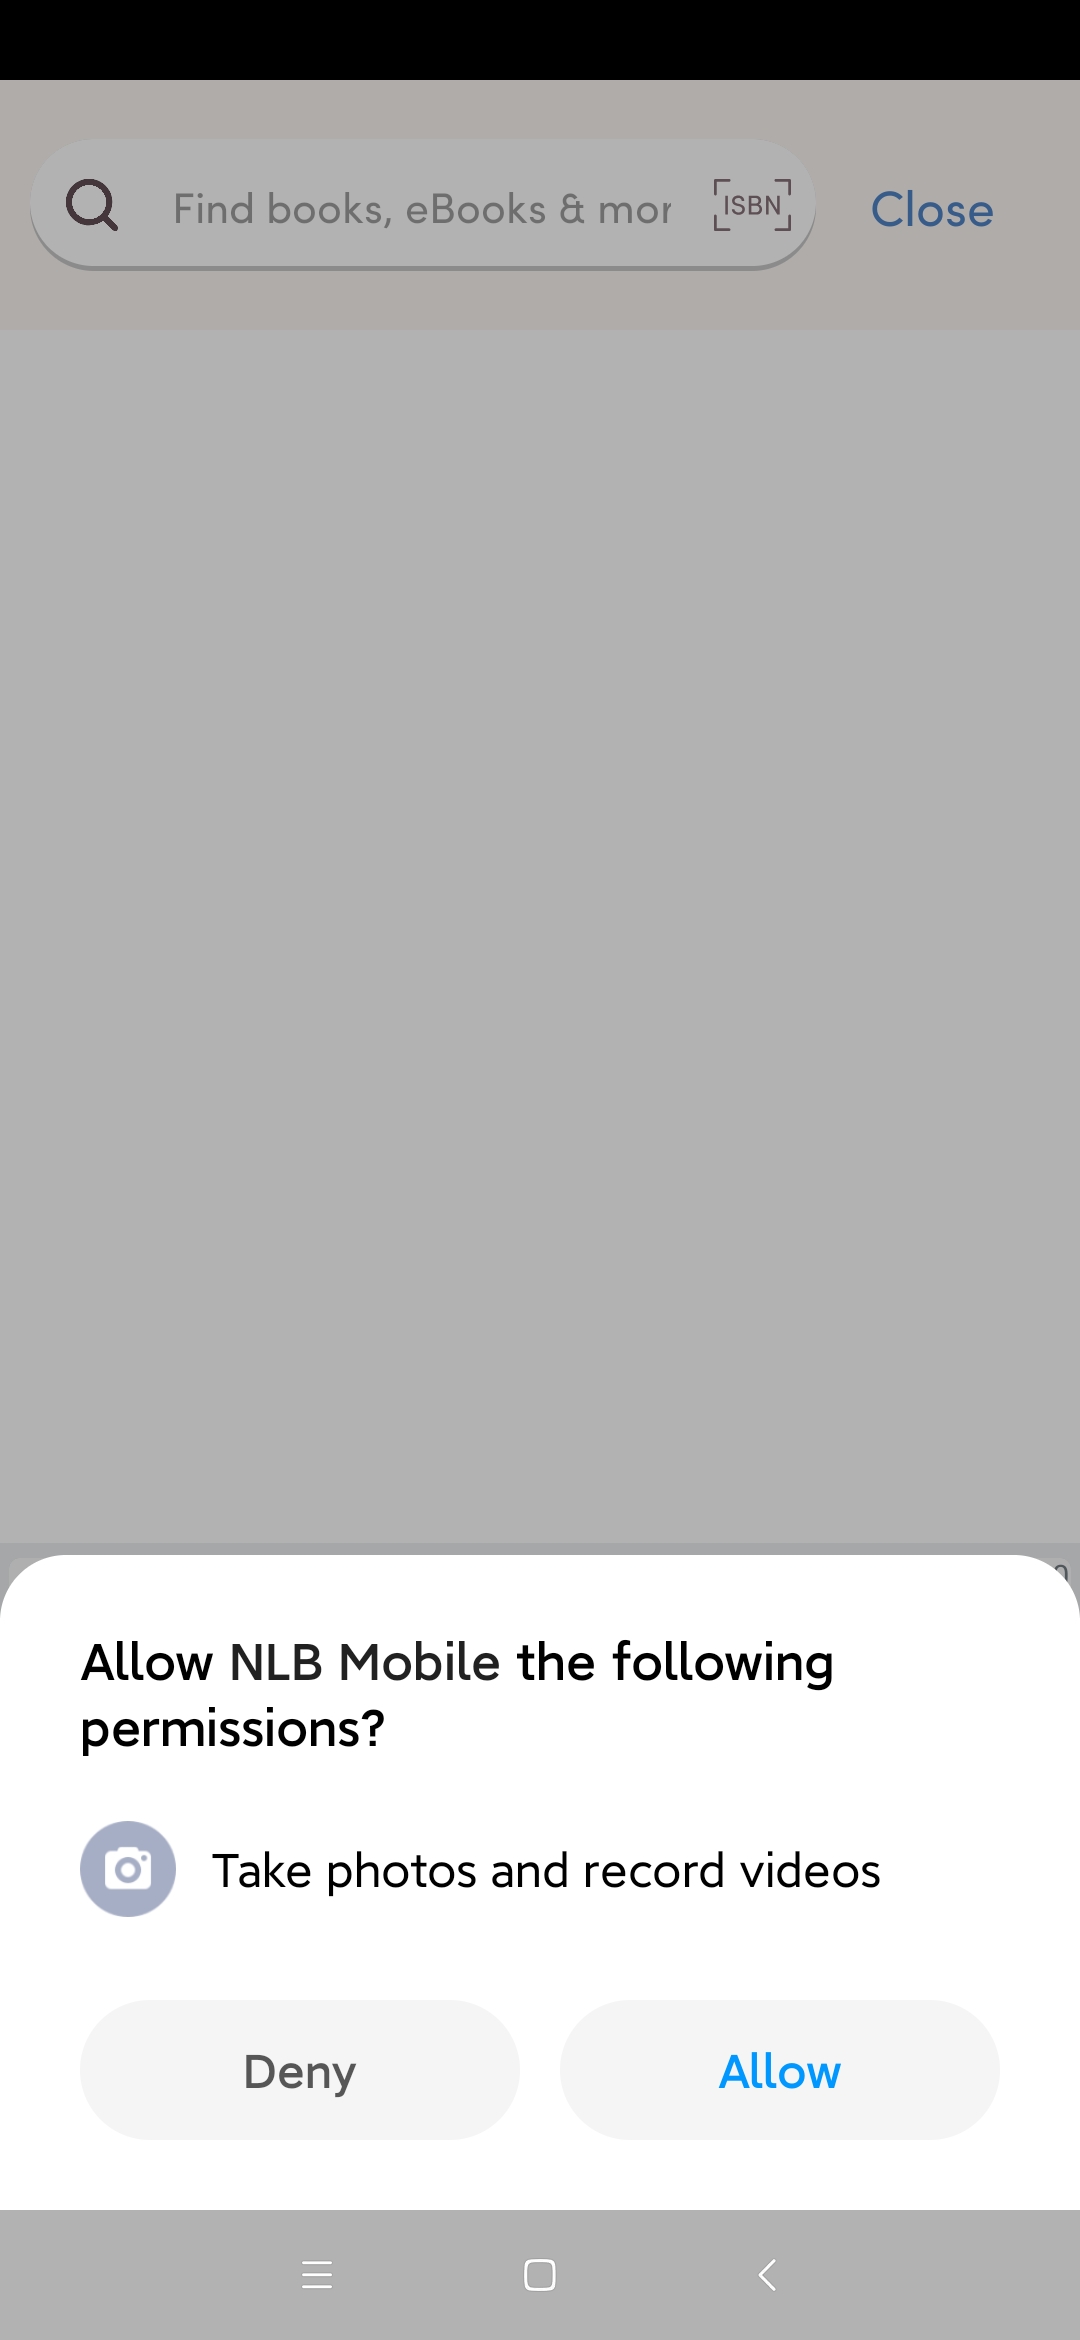 Find books, eBooks & mor
ISBN
Close
Allow NLB Mobile the following
permissions?
Take photos and record videos
Deny
Allow